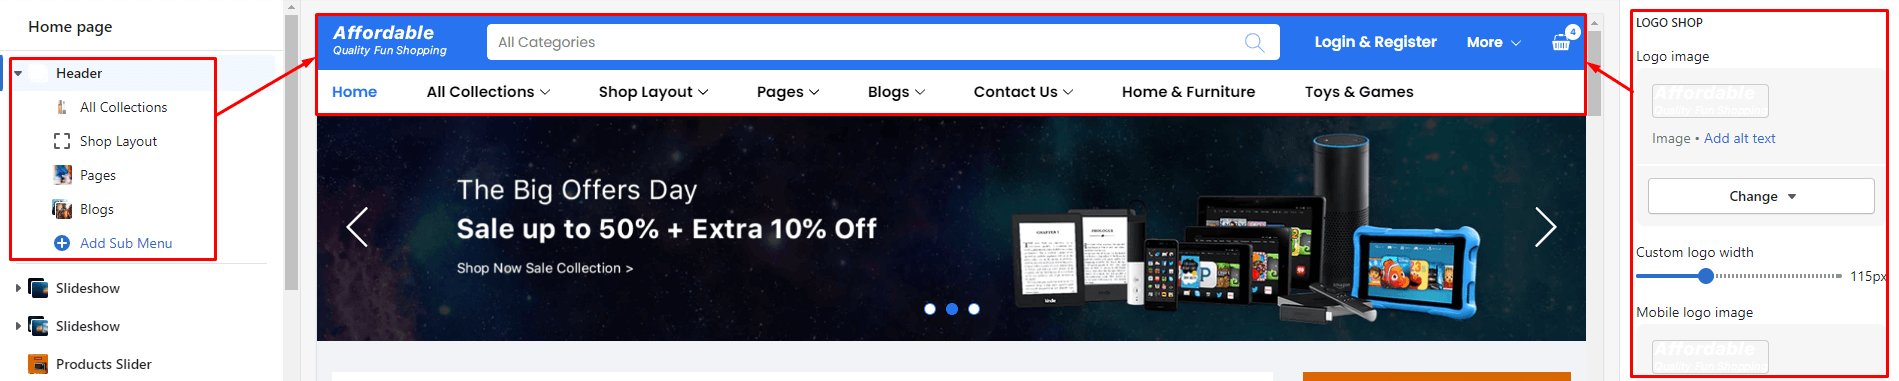 Home page
Header
All Collections
Shop Layout
Pages
Blogs
Add Sub Menu
Slideshow
Slideshow
Products Slider
Affordable
Quality Fun Shopping
All Categories
Login & Register
More
4
Home
All Collections
Shop Layout
Pages
Blogs
Contact Us
Home & Furniture
Toys & Games
The Big Offers Day
Sale up to 50% + Extra 10% Off
Shop Now Sale Collection >
CHAPTER I
kindle
LOGO SHOP
Logo image
Affordable
Quality Fun Shopping
Image • Add alt text
Change
Custom logo width
115px
Mobile logo image
Affordable
Quality Fun Shopping